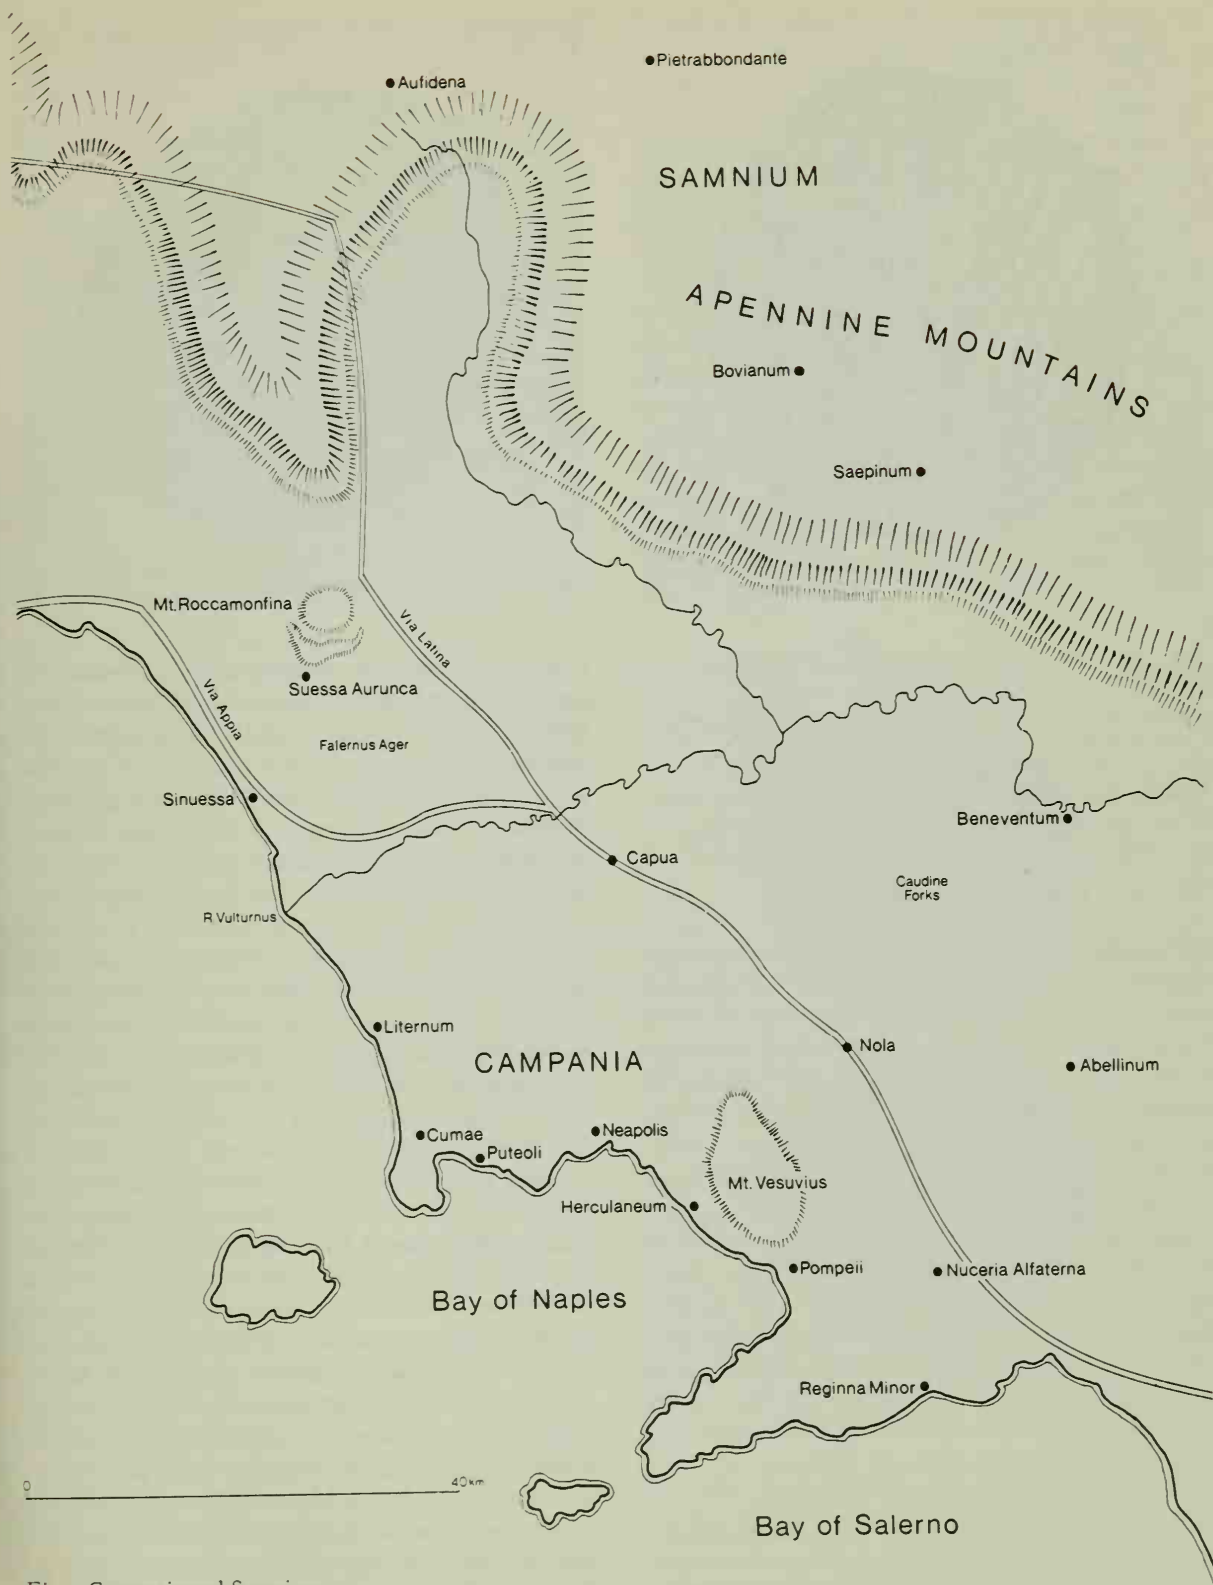 Pietrabbondante
Aufidena
SAMNIUM
APENNINE MOUNTAINS
Bovianum
Saepinum
Mt. Roccamonfina
Via Latina
Suessa Aurunca
Via Appia
Falernus Ager
Sinuessa
Beneventum
Capua
Caudine
Forks
R. Vulturnus
Liternum
Nola
CAMPANIA
Abellinum
Neapolis
Cumae
Puteoli
Mt. Vesuvius
Herculaneum
Pompeii
Nuceria Alfaterna
Bay of Naples
Reginna Minor
0
40 km
Bay of Salerno